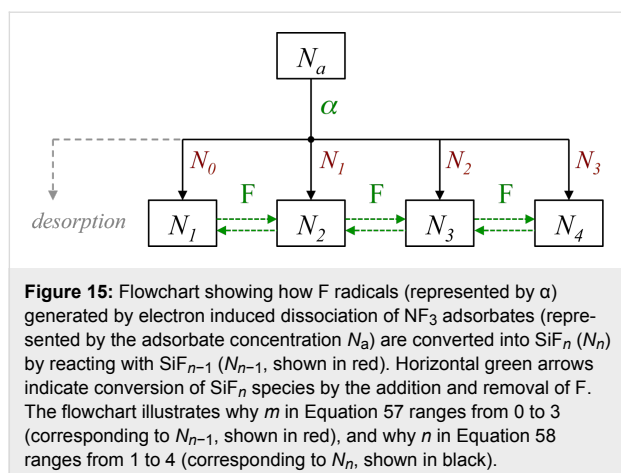 Nₐ
α
N₀ N₁ N₂ N₃
F F F
desorption N₁ N₂ N₃ N₄
Figure 15: Flowchart showing how F radicals (represented by α)
generated by electron induced dissociation of NF₃ adsorbates (repre-
sented by the adsorbate concentration Nₐ) are converted into SiFₙ (Nₙ)
by reacting with SiFₙ₋₁ (Nₙ₋₁, shown in red). Horizontal green arrows
indicate conversion of SiFₙ species by the addition and removal of F.
The flowchart illustrates why m in Equation 57 ranges from 0 to 3
(corresponding to Nₙ₋₁, shown in red), and why n in Equation 58
ranges from 1 to 4 (corresponding to Nₙ, shown in black).